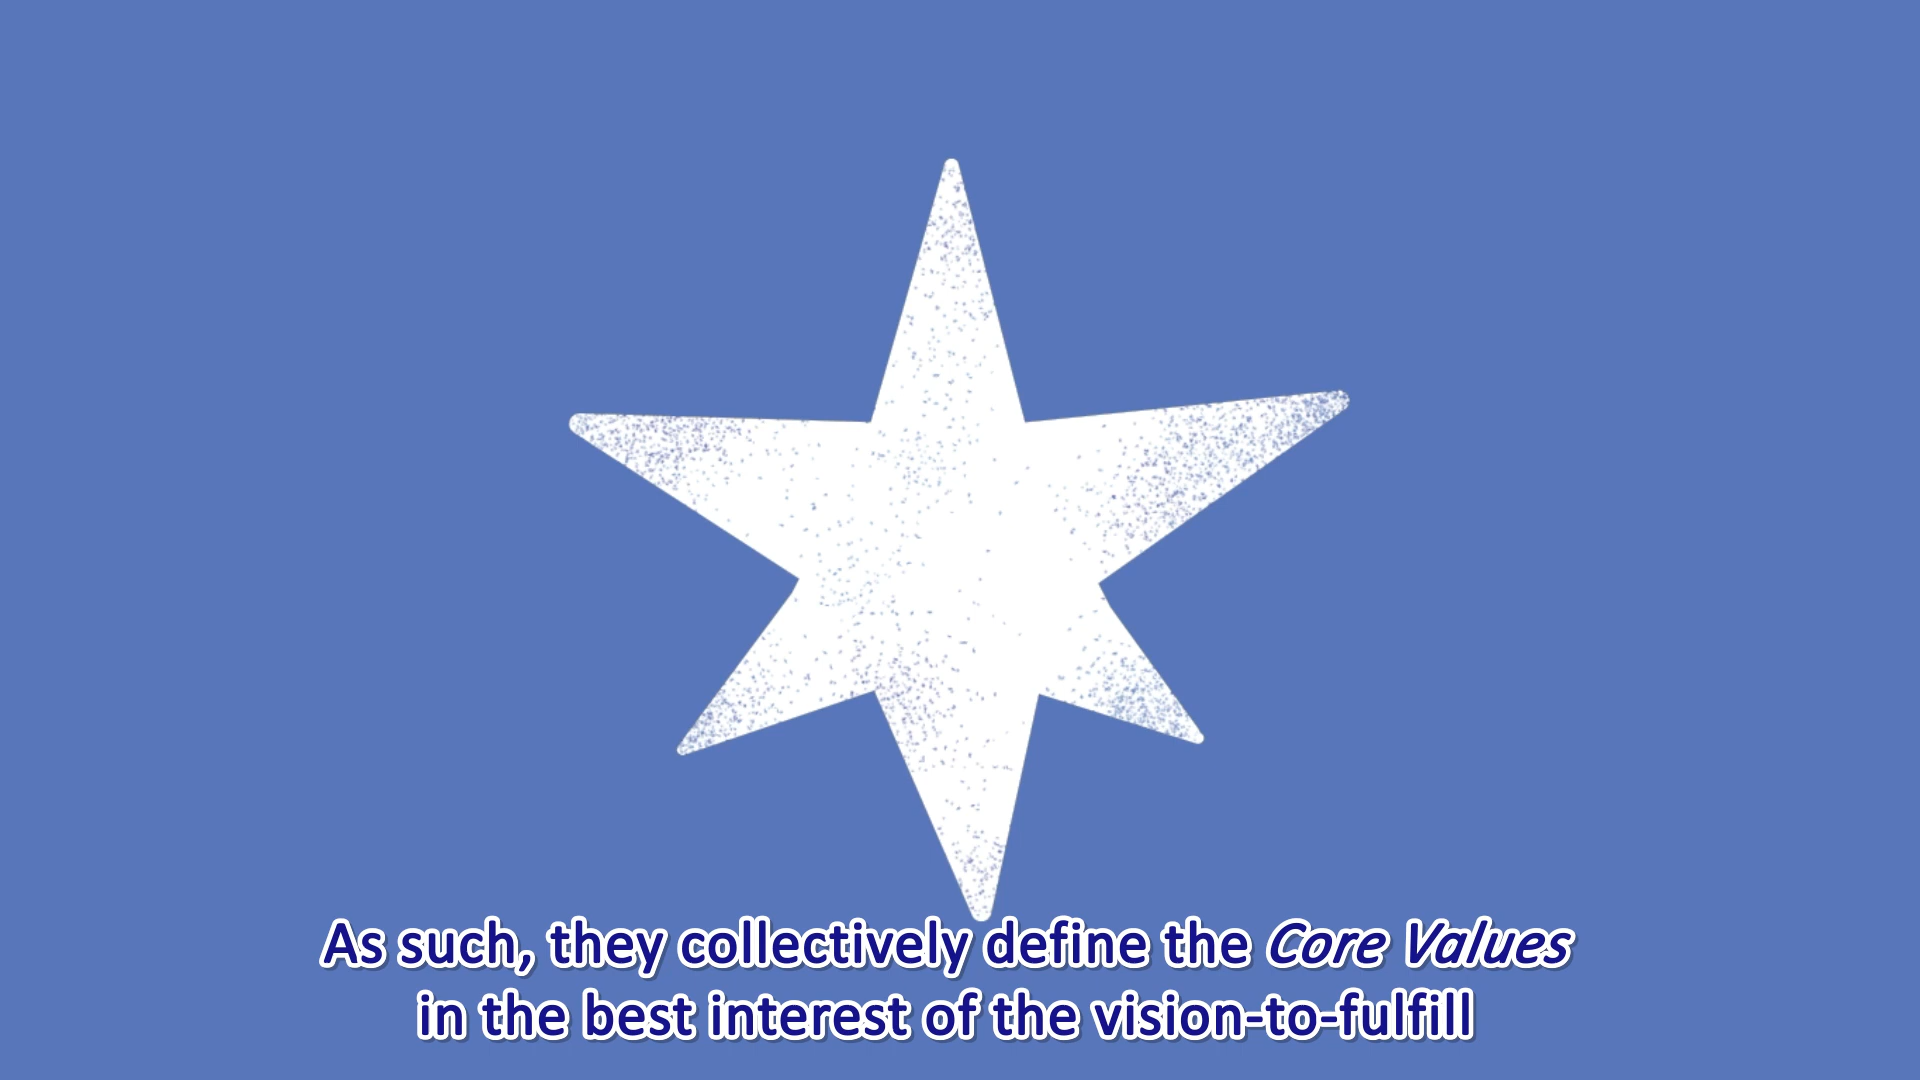 As such, they collectively define the Core Values
in the best interest of the vision-to-fulfill